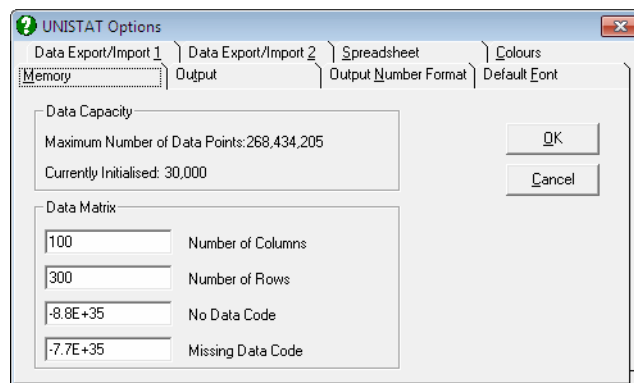 UNISTAT Options
Data Export/Import 1 Data Export/Import 2 Spreadsheet Colours
Memory Output Output Number Format Default Font
Data Capacity
Maximum Number of Data Points:268,434,205
Currently Initialised: 30,000
OK
Cancel
Data Matrix
100 Number of Columns
300 Number of Rows
-8.8E+35 No Data Code
-7.7E+35 Missing Data Code